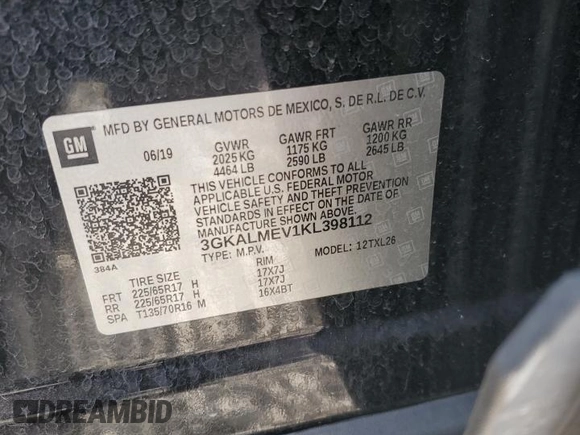 GM
MFD BY GENERAL MOTORS DE MEXICO, S. DE R.L. DE C.V.
06/19 GVWR GAWR FRT GAWR RR
2025 KG 1175 KG 1200 KG
4464 LB 2590 LB 2645 LB
THIS VEHICLE CONFORMS TO ALL
APPLICABLE U.S. FEDERAL MOTOR
VEHICLE SAFETY AND THEFT PREVENTION
STANDARDS IN EFFECT ON THE DATE OF
MANUFACTURE SHOWN ABOVE.
3GKALMEV1KL398112
384A
TYPE: M.P.V. MODEL: 12TXL26
TIRE SIZE RIM
FRT 225/65R17 H 17X7J
RR 225/65R17 H 17X7J
SPA T135/70R16 M 16X4BT
DREAMBID